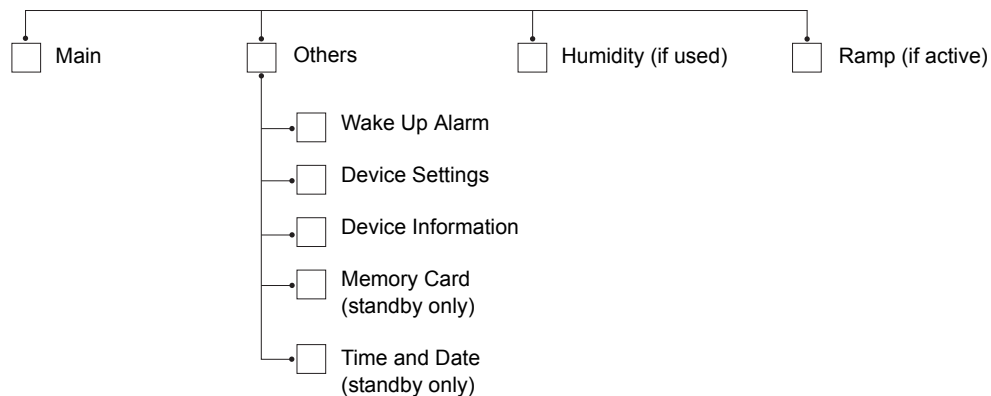 Main
Others
Humidity (if used)
Ramp (if active)
Wake Up Alarm
Device Settings
Device Information
Memory Card
(standby only)
Time and Date
(standby only)